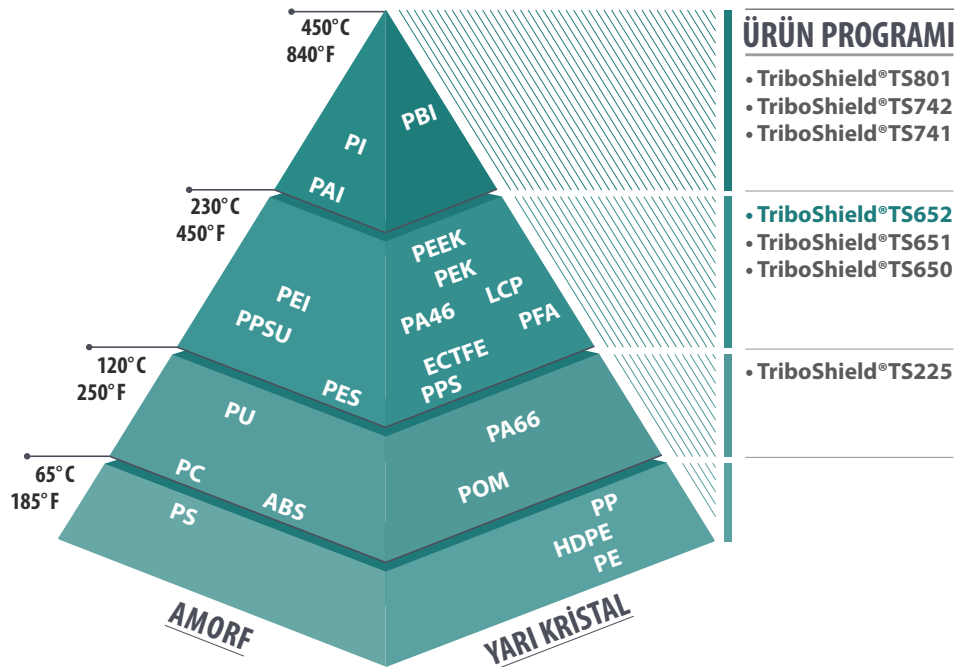 450°C
840°F
PBI
PI
PAI
230°C
450°F
PEEK
PEK
LCP
PEI
PA46
PFA
PPSU
ECTFE
PES
PPS
120°C
250°F
PU
PA66
PC
POM
ABS
65°C
185°F
PS
PP
HDPE
PE
AMORF
YARI KRİSTAL
ÜRÜN PROGRAMI
• TriboShield®TS801
• TriboShield®TS742
• TriboShield®TS741
• TriboShield®TS652
• TriboShield®TS651
• TriboShield®TS650
• TriboShield®TS225